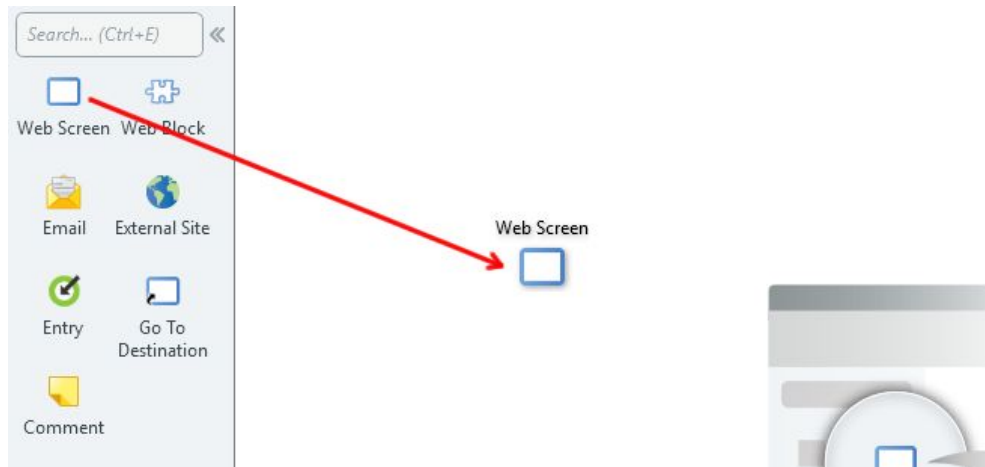 Search... (Ctrl+E)
Web Screen
Web Block
Email
External Site
Entry
Go To
Destination
Comment
Web Screen